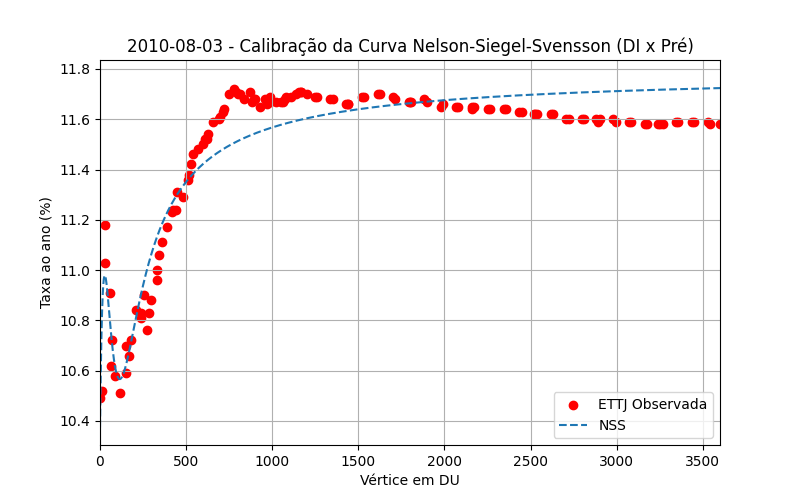 2010-08-03 - Calibração da Curva Nelson-Siegel-Svensson (DI x Pré)
Taxa ao ano (%)
11.8
11.6
11.4
11.2
11.0
10.8
10.6
10.4
0 500 1000 1500 2000 2500 3000 3500
Vértice em DU
ETTJ Observada
NSS